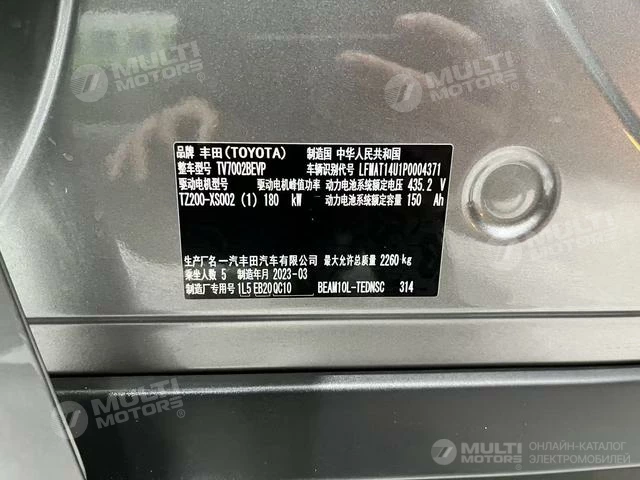 MULTI MOTORS®
MULTI MOTORS®
品牌 丰田(TOYOTA) 制造国 中华人民共和国
整车型号 TV7002BEVP 车辆识别代号 LFMAT14U1P0004371
驱动电机型号 驱动电机峰值功率 动力电池系统额定电压 435.2 V
TZ200-XS002 (1) 180 kW 动力电池系统额定容量 150 Ah
生产厂名 一汽丰田汽车有限公司 最大允许总质量 2260 kg
乘坐人数 5 制造年月 2023-03
制造厂专用号 1L5 EB20 QC10 BEAM10L-TEDNSC 314
MULTI MOTORS®
MULTI MOTORS®
ОНЛАЙН-КАТАЛОГ
ЭЛЕКТРОМОБИЛЕЙ